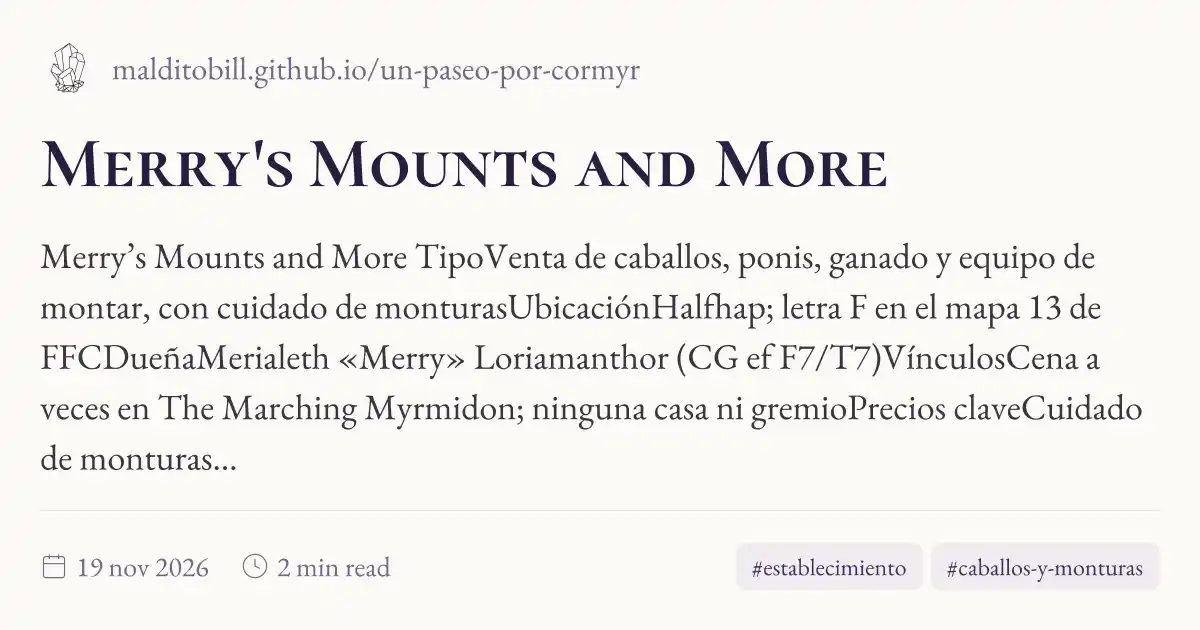 malditobill.github.io/un-paseo-por-cormyr
Merry's Mounts and More
Merry’s Mounts and More TipoVenta de caballos, ponis, ganado y equipo de
montar, con cuidado de monturasUbicaciónHalfhap; letra F en el mapa 13 de
FFCDueñaMerialeth «Merry» Loriamanthor (CG ef F7/T7)VínculosCena a
veces en The Marching Myrmidon; ninguna casa ni gremioPrecios claveCuidado
de monturas...
19 nov 2026 2 min read #establecimiento #caballos-y-monturas